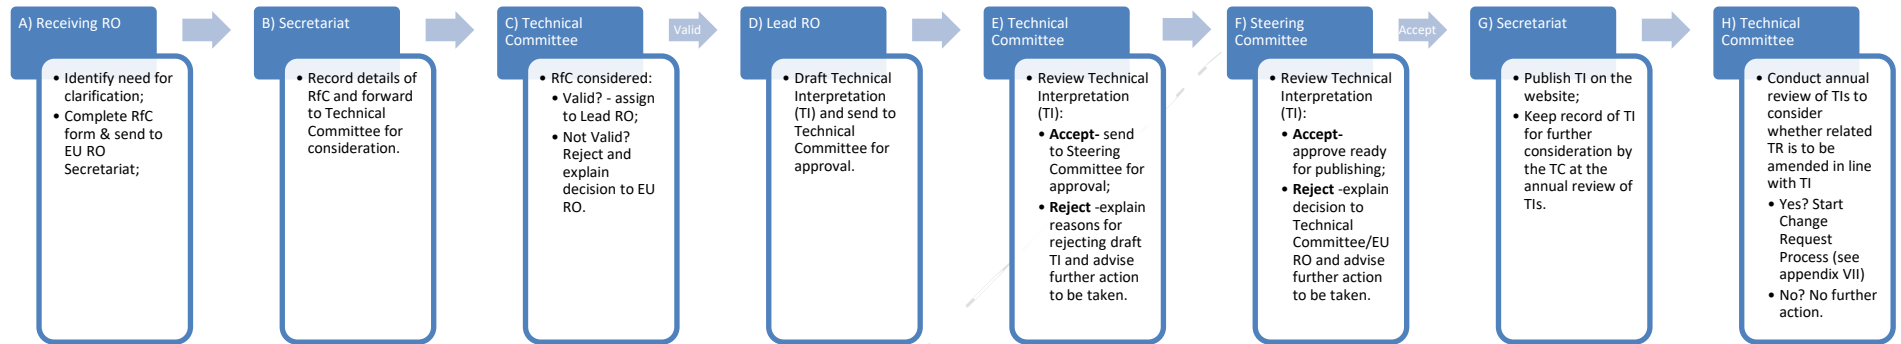 A) Receiving RO
• Identify need for
clarification;
• Complete RfC
form & send to
EU RO
Secretariat;
B) Secretariat
• Record details of
RfC and forward
to Technical
Committee for
consideration.
C) Technical
Committee
• RfC considered:
• Valid? - assign
to Lead RO;
• Not Valid?
Reject and
explain
decision to EU
RO.
Valid
D) Lead RO
• Draft Technical
Interpretation
(TI) and send to
Technical
Committee for
approval.
E) Technical
Committee
• Review Technical
Interpretation
(TI):
• Accept- send
to Steering
Committee for
approval;
• Reject -explain
reasons for
rejecting draft
TI and advise
further action
to be taken.
F) Steering
Committee
• Review Technical
Interpretation
(TI):
• Accept-
approve ready
for publishing;
• Reject -explain
decision to
Technical
Committee/EU
RO and advise
further action
to be taken.
Accept
G) Secretariat
• Publish TI on the
website;
• Keep record of TI
for further
consideration by
the TC at the
annual review of
TIs.
H) Technical
Committee
• Conduct annual
review of TIs to
consider
whether related
TR is to be
amended in line
with TI
• Yes? Start
Change
Request
Process (see
appendix VII)
• No? No further
action.